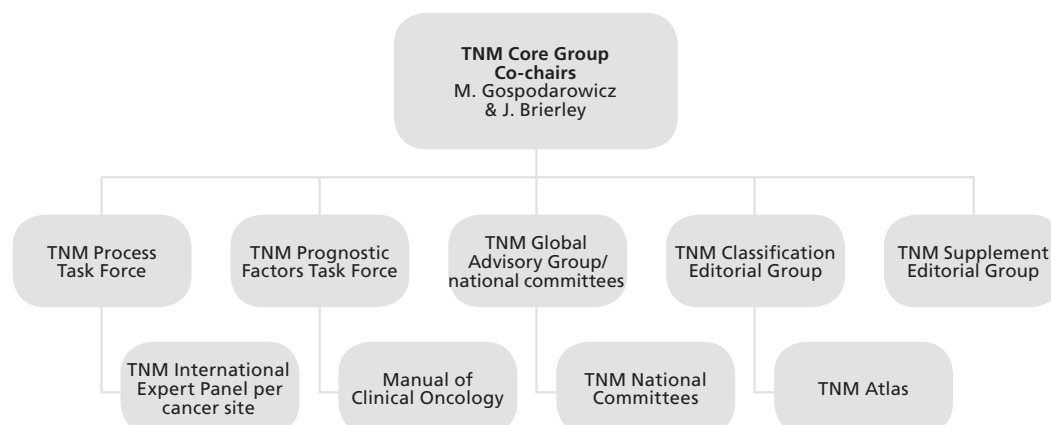 TNM Core Group
Co-chairs
M. Gospodarowicz
& J. Brierley
TNM Process
Task Force
TNM Prognostic
Factors Task Force
TNM Global
Advisory Group/
national committees
TNM Classification
Editorial Group
TNM Supplement
Editorial Group
TNM International
Expert Panel per
cancer site
Manual of
Clinical Oncology
TNM National
Committees
TNM Atlas